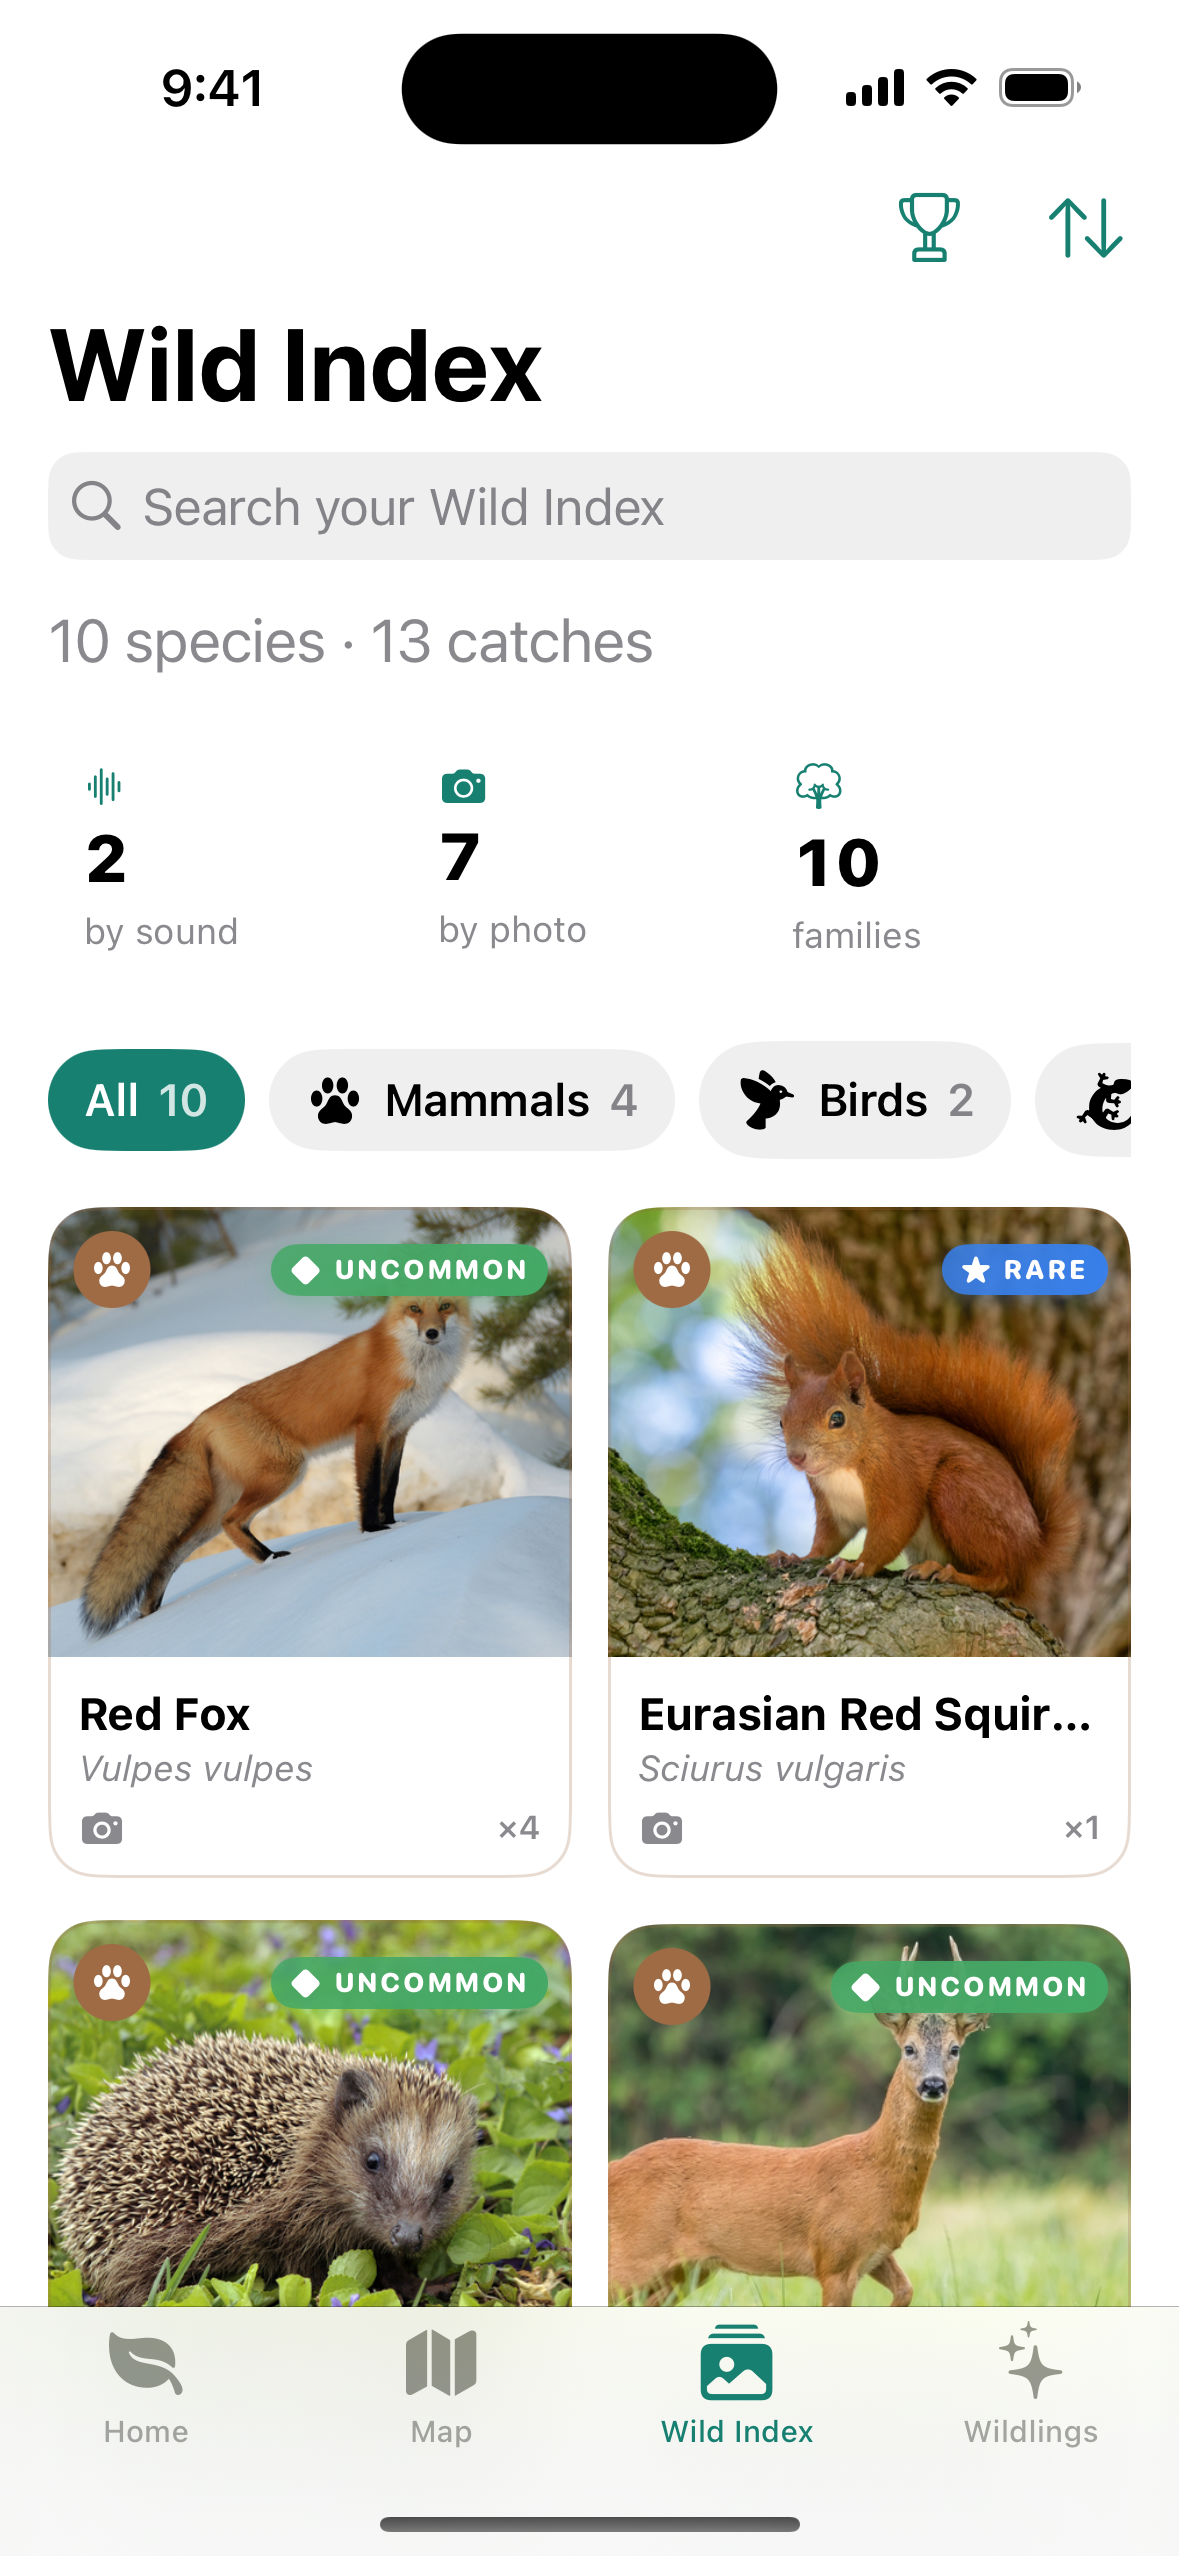 9:41
Wild Index
Search your Wild Index
10 species · 13 catches
2
by sound
7
by photo
10
families
All 10
Mammals 4
Birds 2
UNCOMMON
RARE
Red Fox
Vulpes vulpes
×4
Eurasian Red Squir...
Sciurus vulgaris
×1
UNCOMMON
UNCOMMON
Home
Map
Wild Index
Wildlings